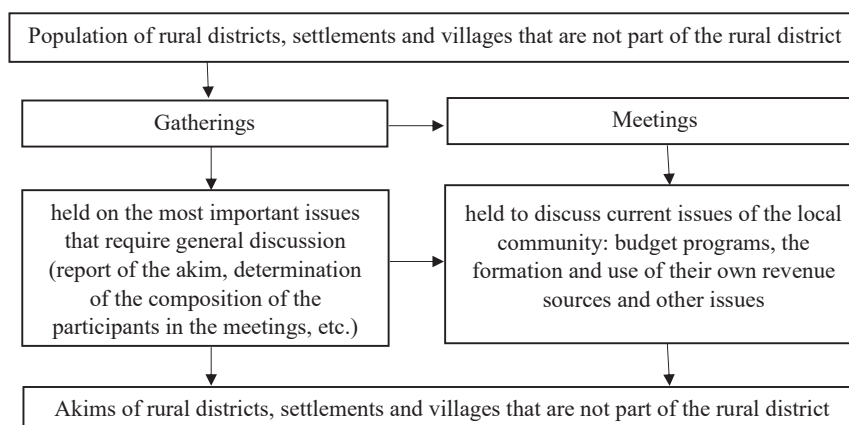 Population of rural districts, settlements and villages that are not part of the rural district
Gatherings
Meetings
held on the most important issues
that require general discussion
(report of the akim, determination
of the composition of the
participants in the meetings, etc.)
held to discuss current issues of the local
community: budget programs, the
formation and use of their own revenue
sources and other issues
Akims of rural districts, settlements and villages that are not part of the rural district